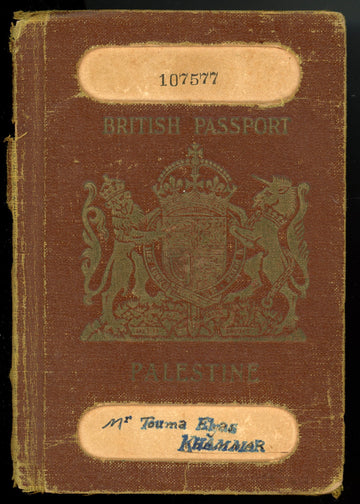 107577
BRITISH PASSPORT
PALESTINE
Mr Touma Elias
KHAMMAR